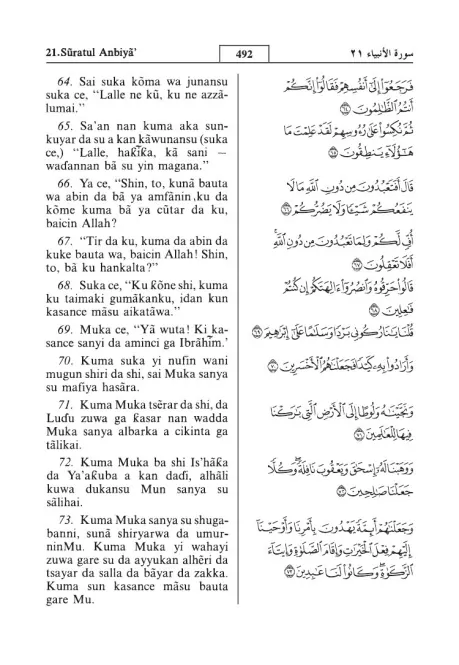 21.Sūratul Anbiyā’
492
سورة الأنبياء ٢١
64. Sai suka kōma wa junansu
suka ce, “Lalle ne kū, ku ne azzā-
lumai.”
65. Sa’an nan kuma aka sun-
kuyar da su a kan kāwunansu (suka
ce,) “Lalle, haƙīƙa, kā sani —
waɗannan bā su yin magana.”
66. Ya ce, “Shin, to, kunā bauta
wa abin da bā ya amfānin ,ku da
kōme kuma bā ya cūtar da ku,
baicin Allah?
67. “Tir da ku, kuma da abin da
kuke bauta wa, baicin Allah! Shin,
to, bā ku hankalta?”
68. Suka ce, “Ku ƙōne shi, kuma
ku taimaki gumākanku, idan kun
kasance māsu aikatāwa.”
69. Muka ce, “Yā wuta! Ki ka-
sance sanyi da aminci ga Ibrāhīm.’
70. Kuma suka yi nufin wani
mugun shiri da shi, sai Muka sanya
su mafiya hasāra.
71. Kuma Muka tsērar da shi, da
Luɗu zuwa ga ƙasar nan wadda
Muka sanya albarka a cikinta ga
tālikai.
72. Kuma Muka ba shi Is’hāƙa
da Ya’aƙuba a kan daɗi, alhāli
kuwa dukansu Mun sanya su
sālihai.
73. Kuma Muka sanya su shuga-
banni, sunā shiryarwa da umur-
ninMu. Kuma Muka yi wahayi
zuwa gare su da ayyukan alhēri da
tsayar da salla da bāyar da zakka.
Kuma sun kasance māsu bauta
gare Mu.
فَرَجَعُوٓا۟ إِلَىٰٓ أَنفُسِهِمْ فَقَالُوٓا۟ إِنَّكُمْ
أَنتُمُ ٱلظَّٰلِمُونَ ٦٤
ثُمَّ نُكِسُوا۟ عَلَىٰ رُءُوسِهِمْ لَقَدْ عَلِمْتَ مَا
هَٰٓؤُلَآءِ يَنطِقُونَ ٦٥
قَالَ أَفَتَعْبُدُونَ مِن دُونِ ٱللَّهِ مَا لَا
يَنفَعُكُمْ شَيْـًٔا وَلَا يَضُرُّكُمْ ٦٦
أُفٍّ لَّكُمْ وَلِمَا تَعْبُدُونَ مِن دُونِ ٱللَّهِ
أَفَلَا تَعْقِلُونَ ٦٧
قَالُوا۟ حَرِّقُوهُ وَٱنصُرُوٓا۟ ءَالِهَتَكُمْ إِن كُنتُمْ
فَٰعِلِينَ ٦٨
قُلْنَا يَٰنَارُ كُونِى بَرْدًا وَسَلَٰمًا عَلَىٰٓ إِبْرَٰهِيمَ ٦٩
وَأَرَادُوا۟ بِهِۦ كَيْدًا فَجَعَلْنَٰهُمُ ٱلْأَخْسَرِينَ ٧٠
وَنَجَّيْنَٰهُ وَلُوطًا إِلَى ٱلْأَرْضِ ٱلَّتِى بَٰرَكْنَا
فِيهَا لِلْعَٰلَمِينَ ٧١
وَوَهَبْنَا لَهُۥٓ إِسْحَٰقَ وَيَعْقُوبَ نَافِلَةً وَكُلًّا
جَعَلْنَا صَٰلِحِينَ ٧٢
وَجَعَلْنَٰهُمْ أَئِمَّةً يَهْدُونَ بِأَمْرِنَا وَأَوْحَيْنَآ
إِلَيْهِمْ فِعْلَ ٱلْخَيْرَٰتِ وَإِقَامَ ٱلصَّلَوٰةِ وَإِيتَآءَ
ٱلزَّكَوٰةِ وَكَانُوا۟ لَنَا عَٰبِدِينَ ٧٣